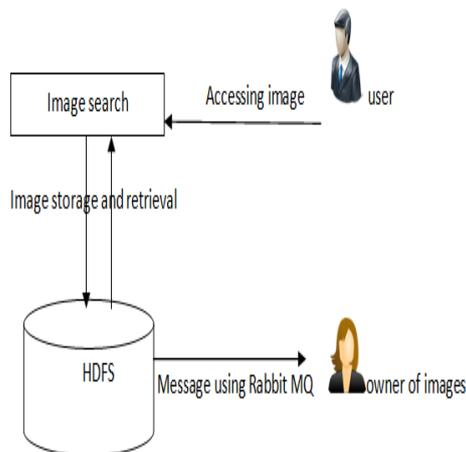 user
Accessing image
Image search
Image storage and retrieval
HDFS
Message using Rabbit MQ
owner of images